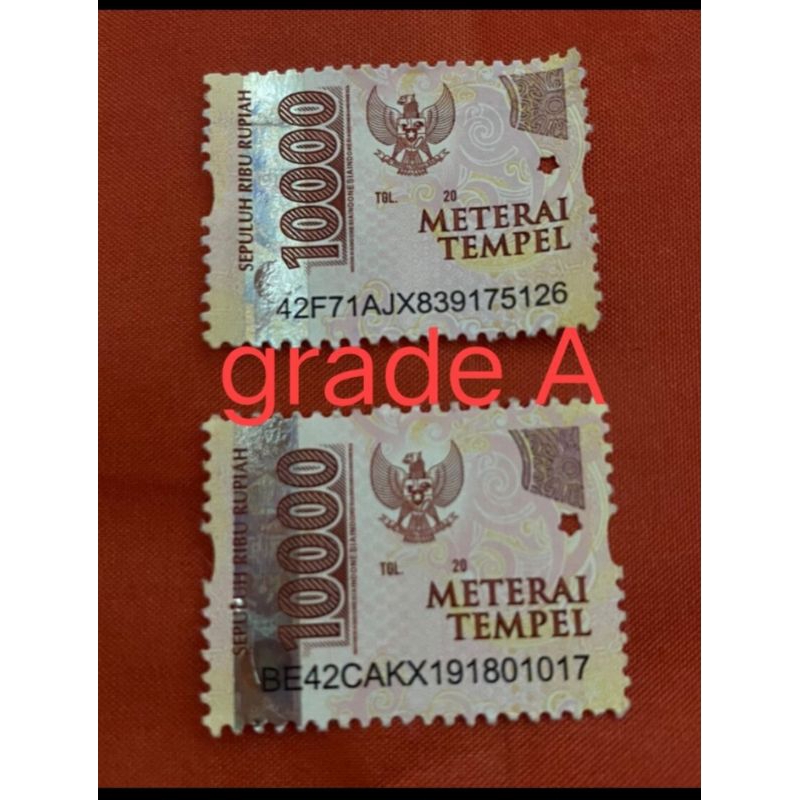 SEPULUH RIBU RUPIAH
10000
TGL. 20
METERAI
TEMPEL
42F71AJX839175126
grade A
SEPULUH RIBU RUPIAH
10000
TGL. 20
METERAI
TEMPEL
BE42CAKX191801017